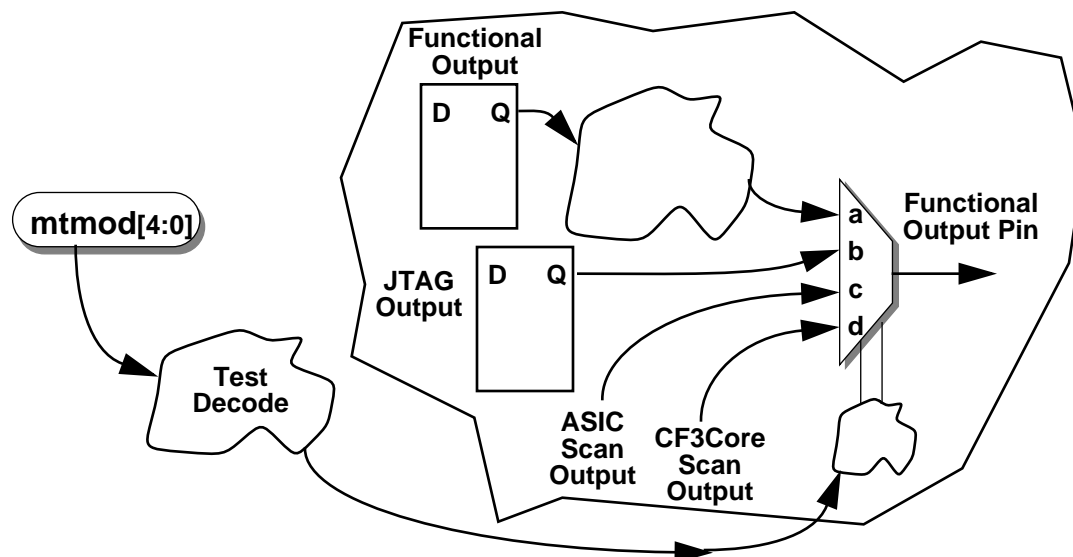 Functional
Output
D Q
mtmod[4:0]
a
Functional
Output Pin
b
D Q
JTAG
Output
c
d
Test
Decode
ASIC
Scan
Output
CF3Core
Scan
Output